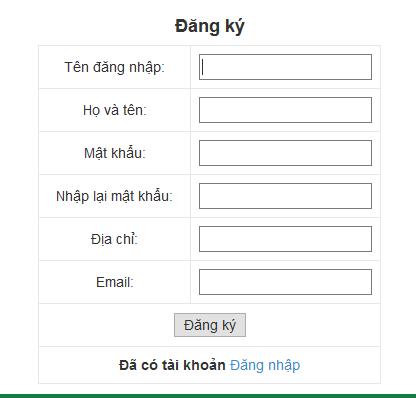 Đăng ký
Tên đăng nhập:
Họ và tên:
Mật khẩu:
Nhập lại mật khẩu:
Địa chỉ:
Email:
Đăng ký
Đã có tài khoản Đăng nhập